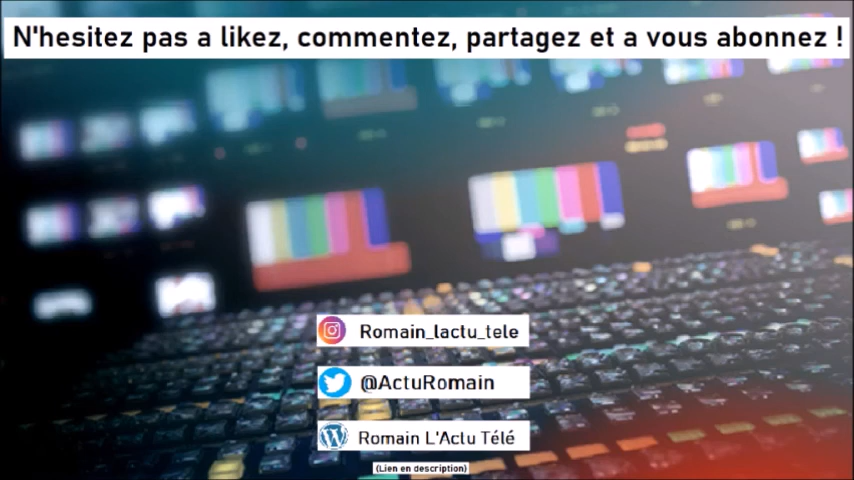 N'hesitez pas a likez, commentez, partagez et a vous abonnez !
Romain_lactu_tele
@ActuRomain
Romain L'Actu Télé
(Lien en description)